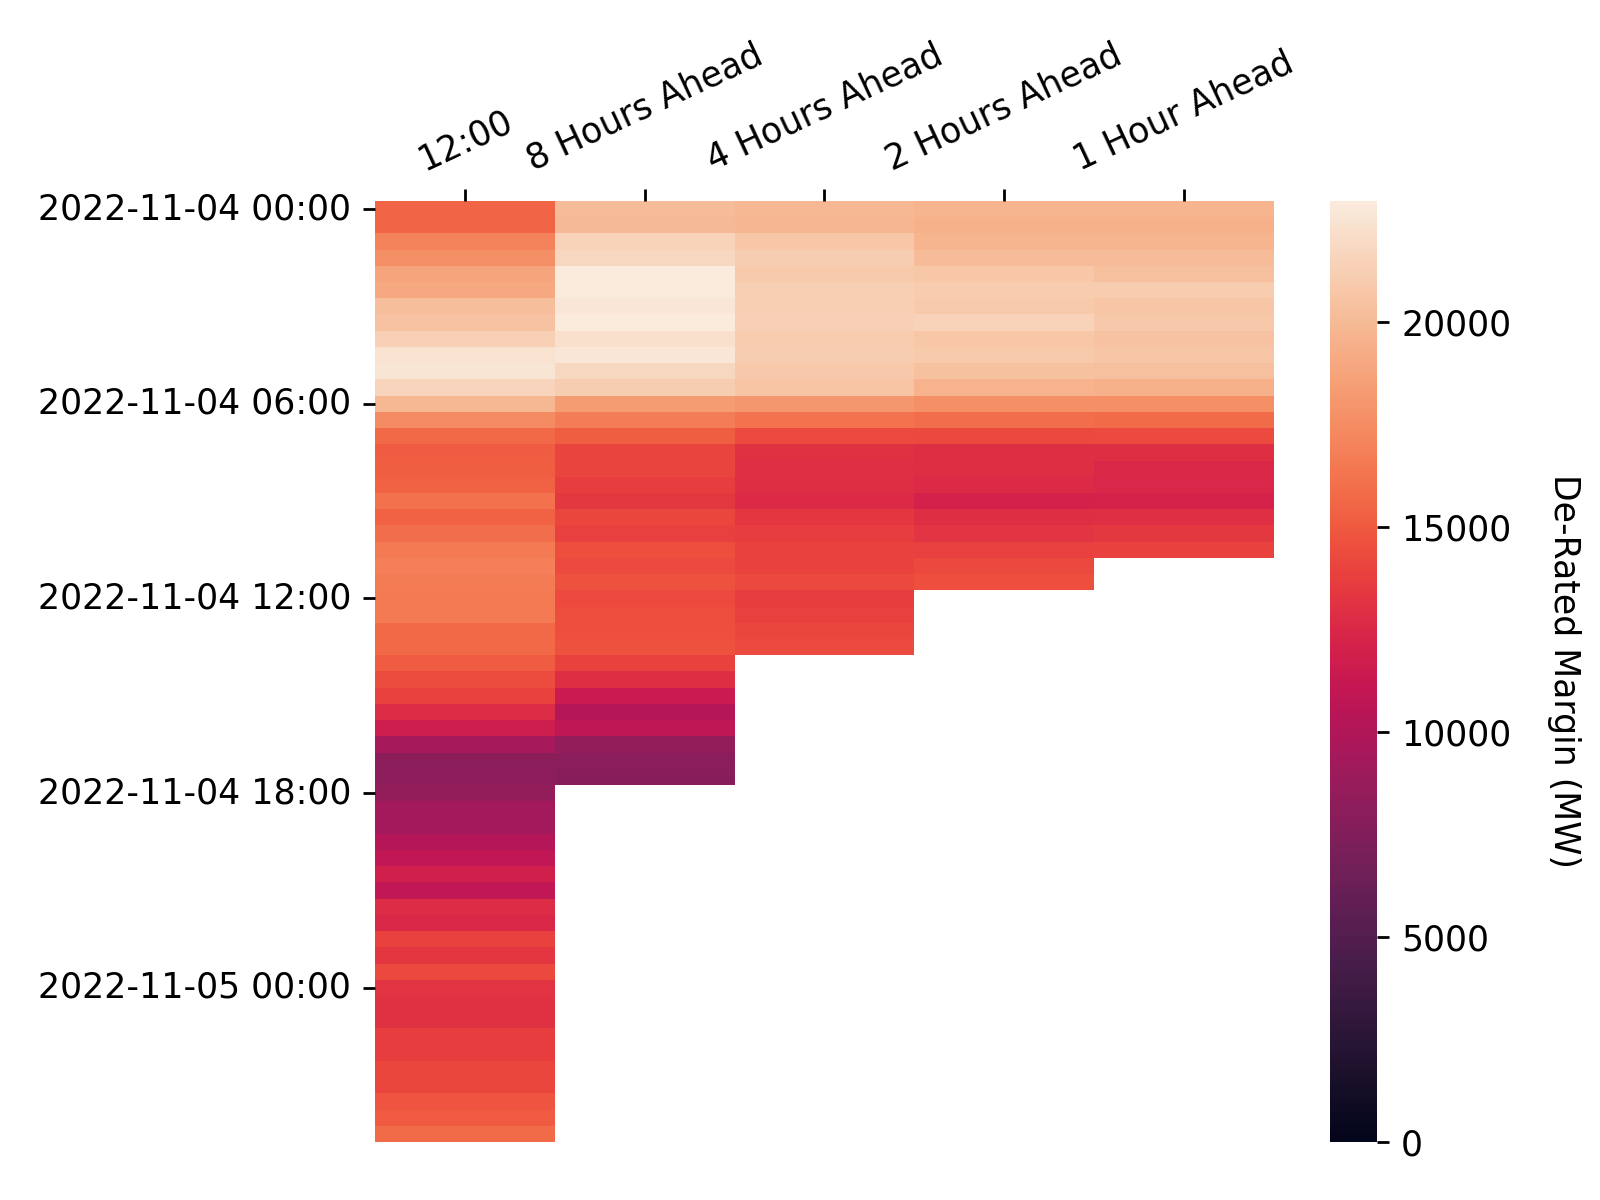 12:00
8 Hours Ahead
4 Hours Ahead
2 Hours Ahead
1 Hour Ahead
2022-11-04 00:00
2022-11-04 06:00
2022-11-04 12:00
2022-11-04 18:00
2022-11-05 00:00
20000
15000
10000
5000
0
De-Rated Margin (MW)